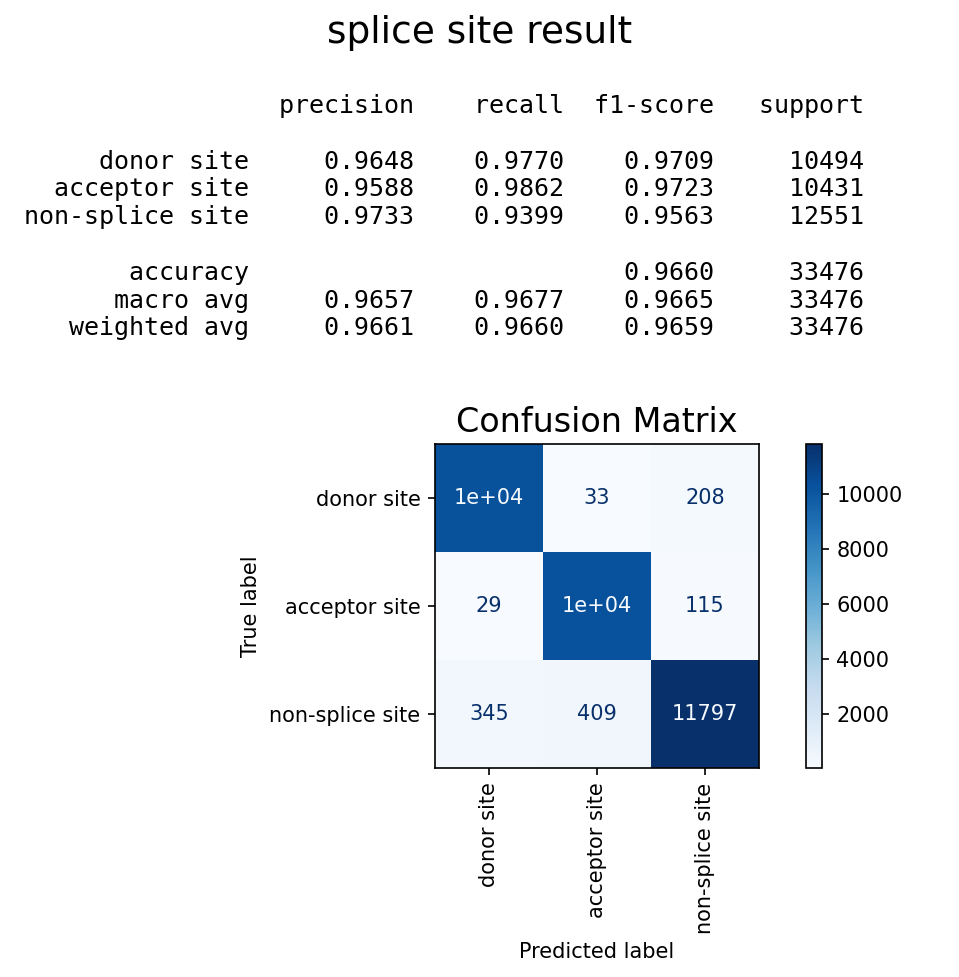 splice site result
precision recall f1-score support
donor site 0.9648 0.9770 0.9709 10494
acceptor site 0.9588 0.9862 0.9723 10431
non-splice site 0.9733 0.9399 0.9563 12551
accuracy 0.9660 33476
macro avg 0.9657 0.9677 0.9665 33476
weighted avg 0.9661 0.9660 0.9659 33476
Confusion Matrix
True label
donor site 1e+04 33 208
acceptor site 29 1e+04 115
non-splice site 345 409 11797
donor site
acceptor site
non-splice site
Predicted label
10000
8000
6000
4000
2000